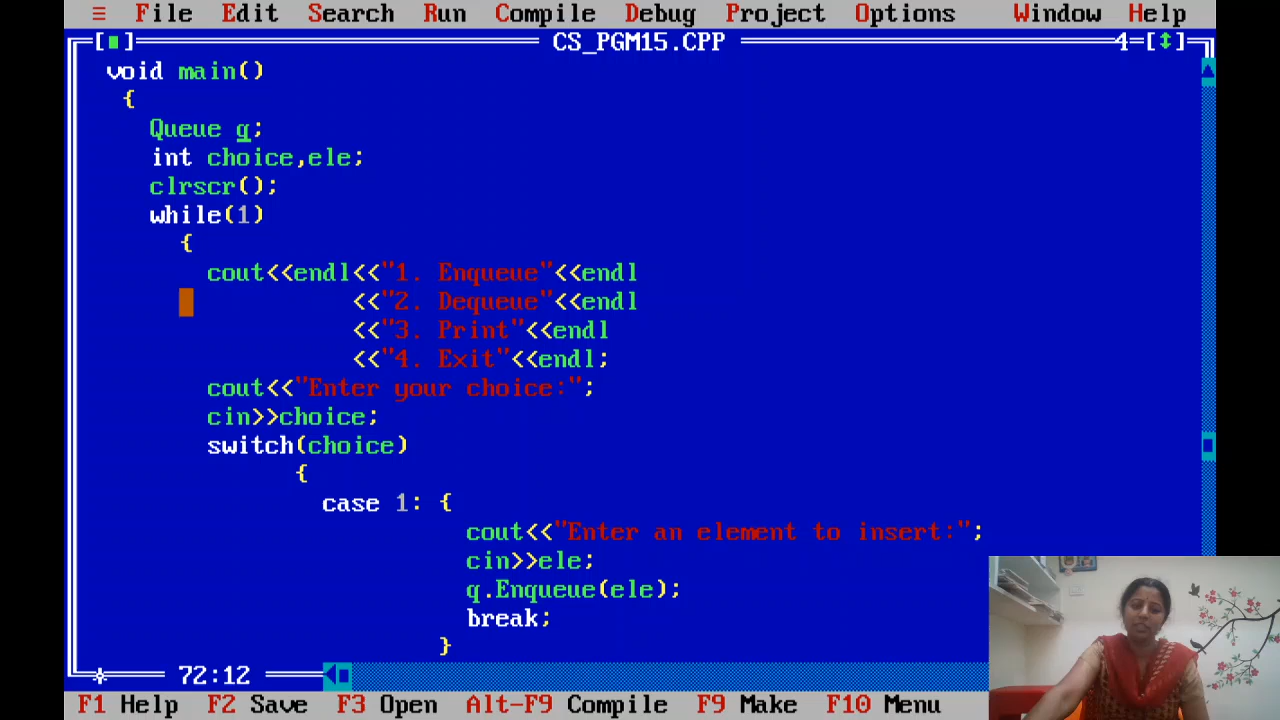 ≡ File Edit Search Run Compile Debug Project Options Window Help
[■] CS_PGM15.CPP 4=[↕]
void main()
{
Queue q;
int choice,ele;
clrscr();
while(1)
{
cout<<endl<<"1. Enqueue"<<endl
<<"2. Dequeue"<<endl
<<"3. Print"<<endl
<<"4. Exit"<<endl;
cout<<"Enter your choice:";
cin>>choice;
switch(choice)
{
case 1: {
cout<<"Enter an element to insert:";
cin>>ele;
q.Enqueue(ele);
break;
}
72:12
F1 Help F2 Save F3 Open Alt-F9 Compile F9 Make F10 Menu